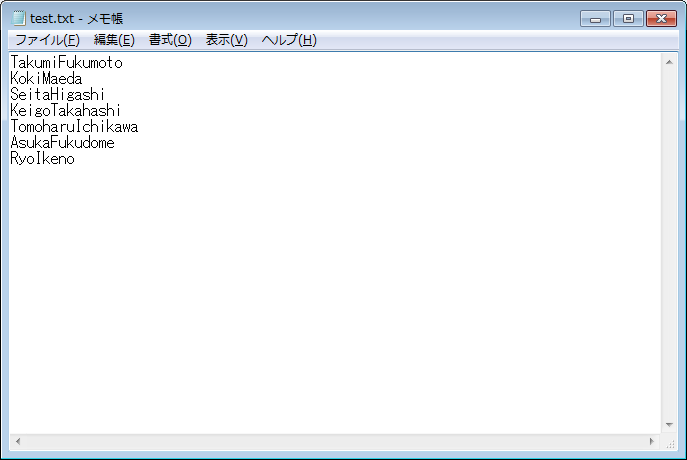 test.txt - メモ帳
ファイル(F) 編集(E) 書式(O) 表示(V) ヘルプ(H)
TakumiFukumoto
KokiMaeda
SeitaHigashi
KeigoTakahashi
TomoharuIchikawa
AsukaFukudome
RyoIkeno